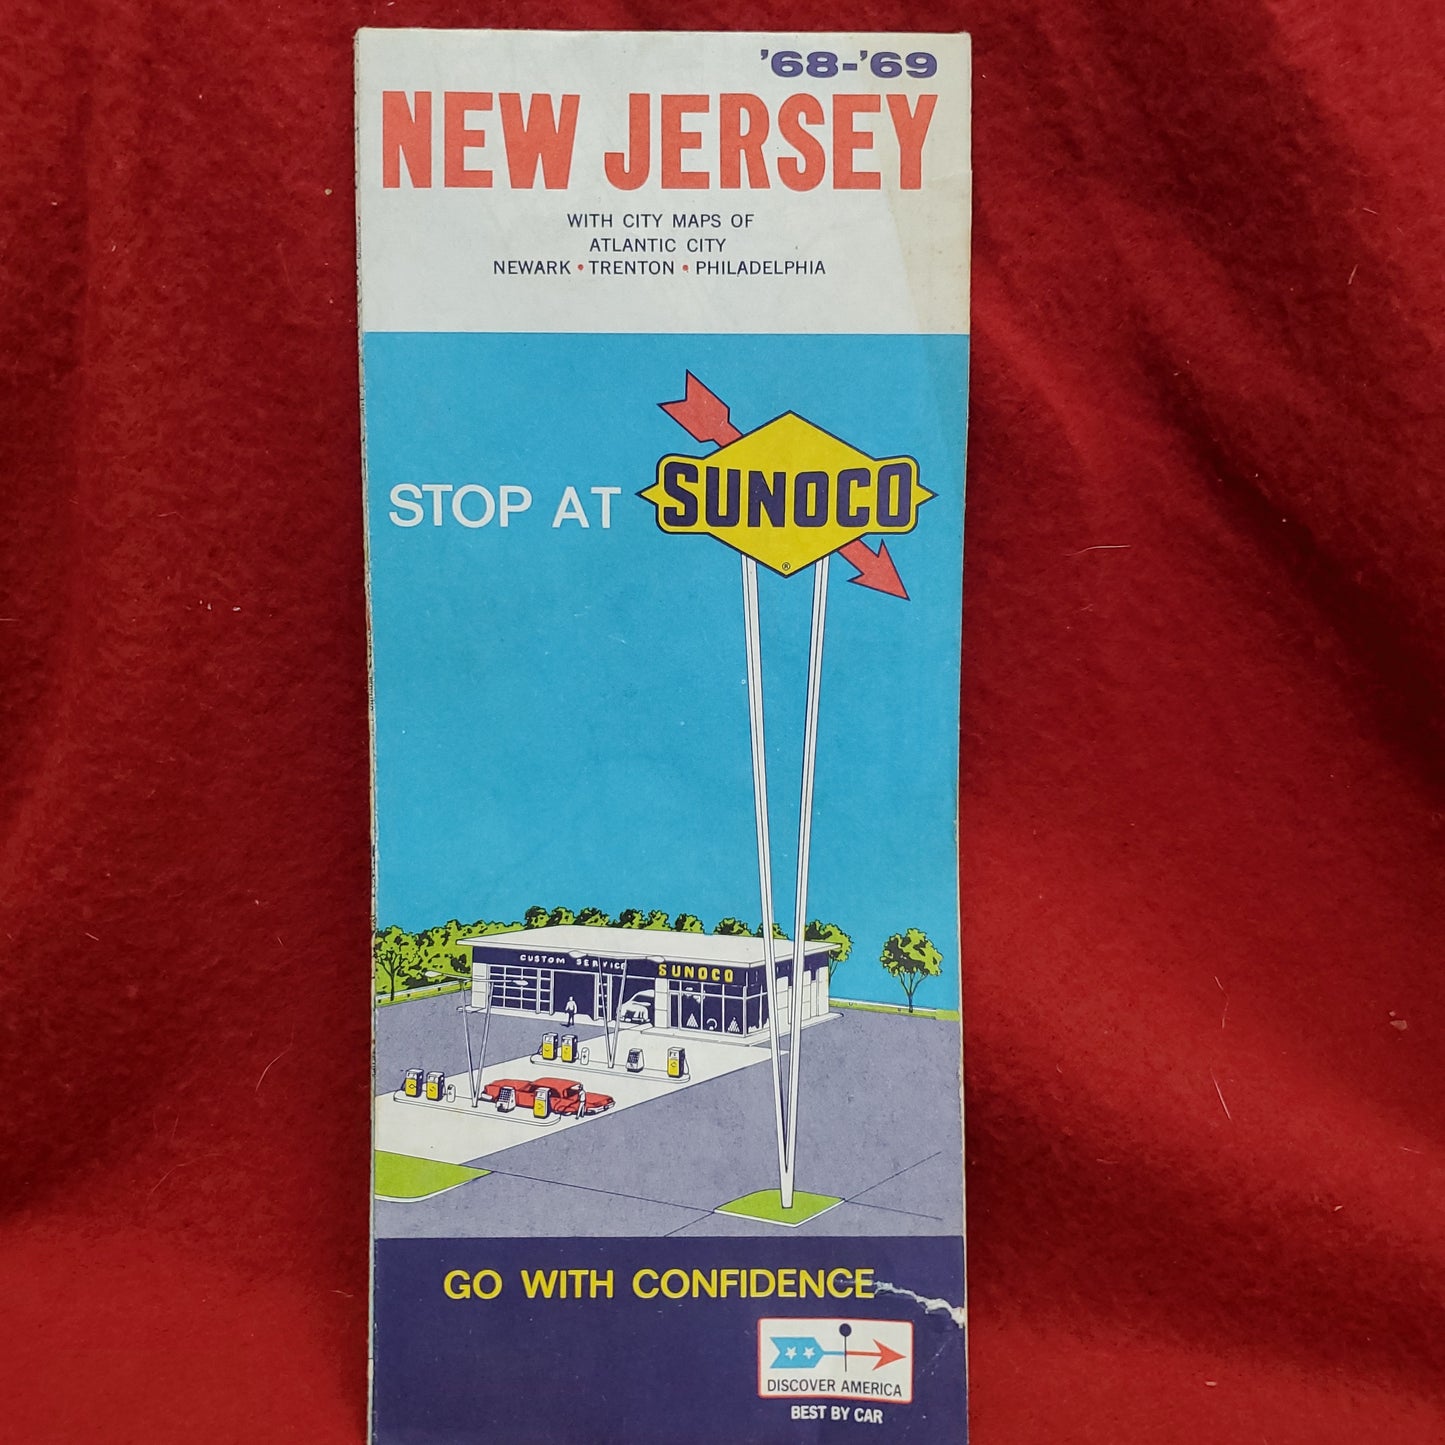 '68-'69
NEW JERSEY
WITH CITY MAPS OF
ATLANTIC CITY
NEWARK • TRENTON • PHILADELPHIA
STOP AT SUNOCO
®
CUSTOM SERVICE SUNOCO
GO WITH CONFIDENCE
DISCOVER AMERICA
BEST BY CAR